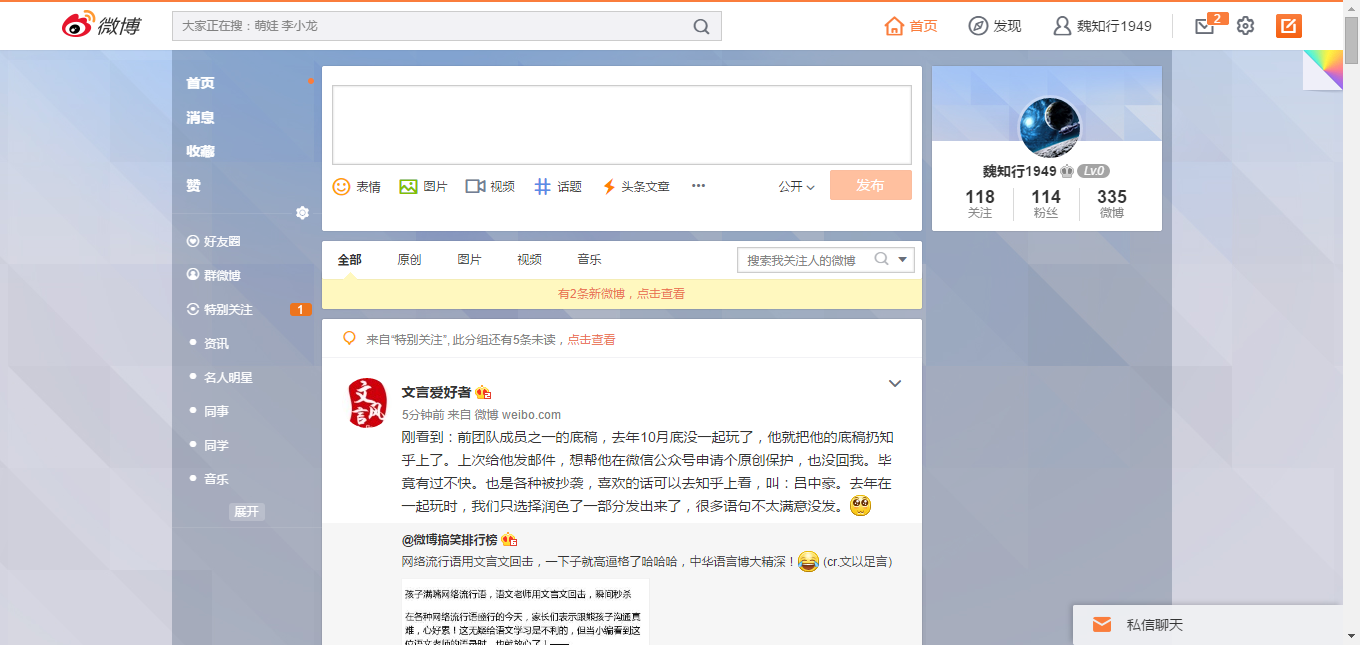 微博
大家正在搜：萌娃 李小龙
首页
发现
魏知行1949
2
首页
消息
收藏
赞
好友圈
群微博
特别关注
1
资讯
名人明星
同事
同学
音乐
展开
表情
图片
视频
话题
头条文章
公开
发布
魏知行1949
Lv.0
118
114
335
关注
粉丝
微博
全部
原创
图片
视频
音乐
搜索我关注人的微博
有2条新微博，点击查看
来自“特别关注”, 此分组还有5条未读，点击查看
文言爱好者
文言风
5分钟前 来自 微博 weibo.com
刚看到：前团队成员之一的底稿，去年10月底没一起玩了，他就把他的底稿扔知
乎上了。上次给他发邮件，想帮他在微信公众号申请个原创保护，也没回我。毕
竟有过不快。也是各种被抄袭，喜欢的话可以去知乎上看，叫：吕中豪。去年在
一起玩时，我们只选择润色了一部分发出来了，很多语句不太满意没发。
@微博搞笑排行榜
网络流行语用文言文回击，一下子就高逼格了哈哈哈，中华语言博大精深！(cr.文以足言)
孩子满嘴网络流行语，语文老师用文言文回击，瞬间秒杀
在各种网络流行语盛行的今天，家长们表示跟熊孩子沟通真
难，心好累！这无疑给语文学习是不利的，但当小编看到这
位语文老师的语录时，也就放心了！——
私信聊天